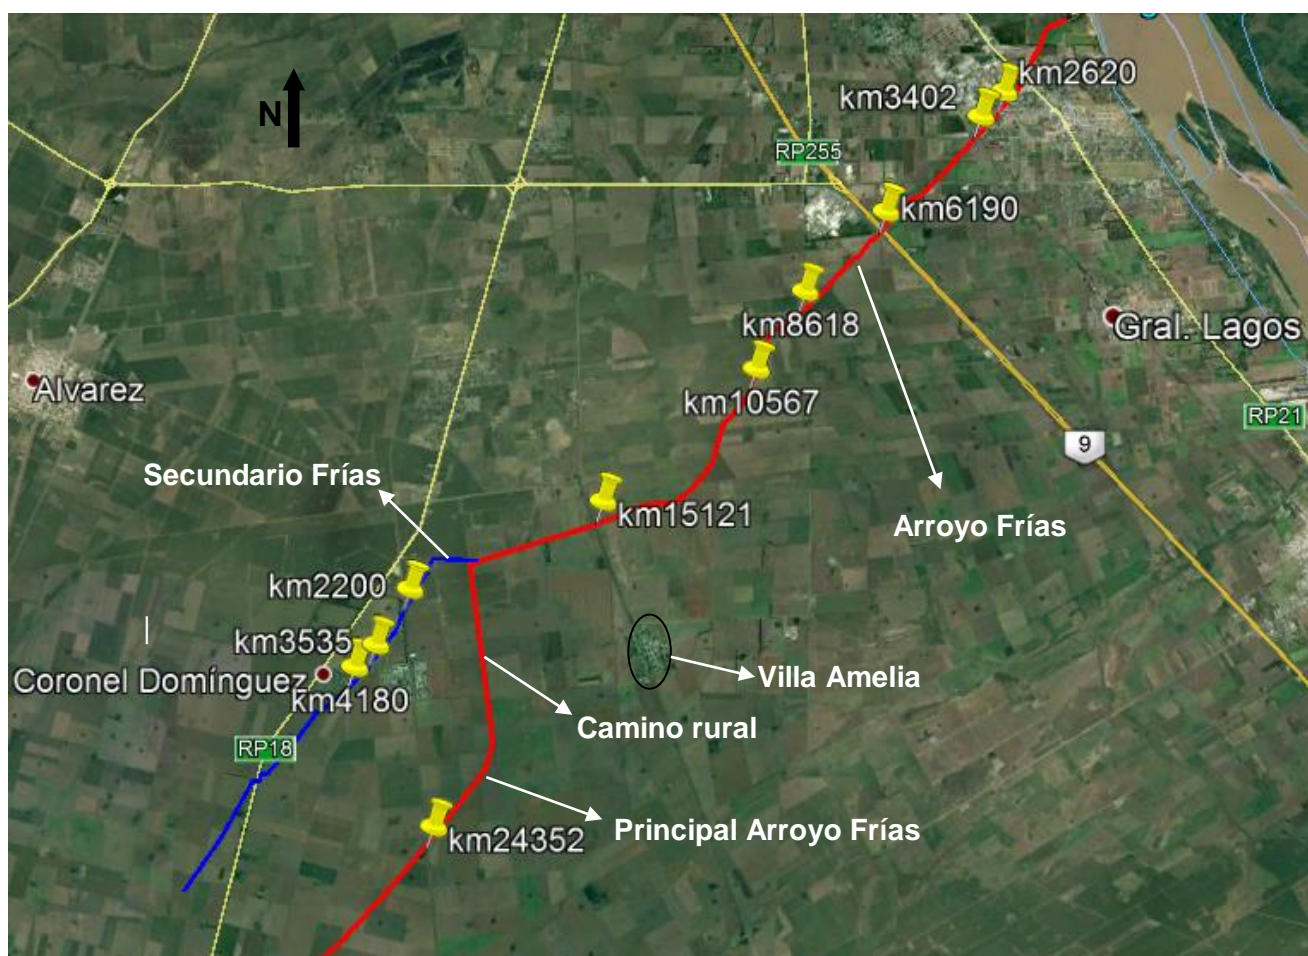 km2620
km3402
N
RP255
km6190
km8618
Gral. Lagos
Alvarez
km10567
RP21
9
Secundario Frías
km15121
Arroyo Frías
km2200
km3535
Villa Amelia
Coronel Domínguez
km4180
Camino rural
RP18
Principal Arroyo Frías
km24352